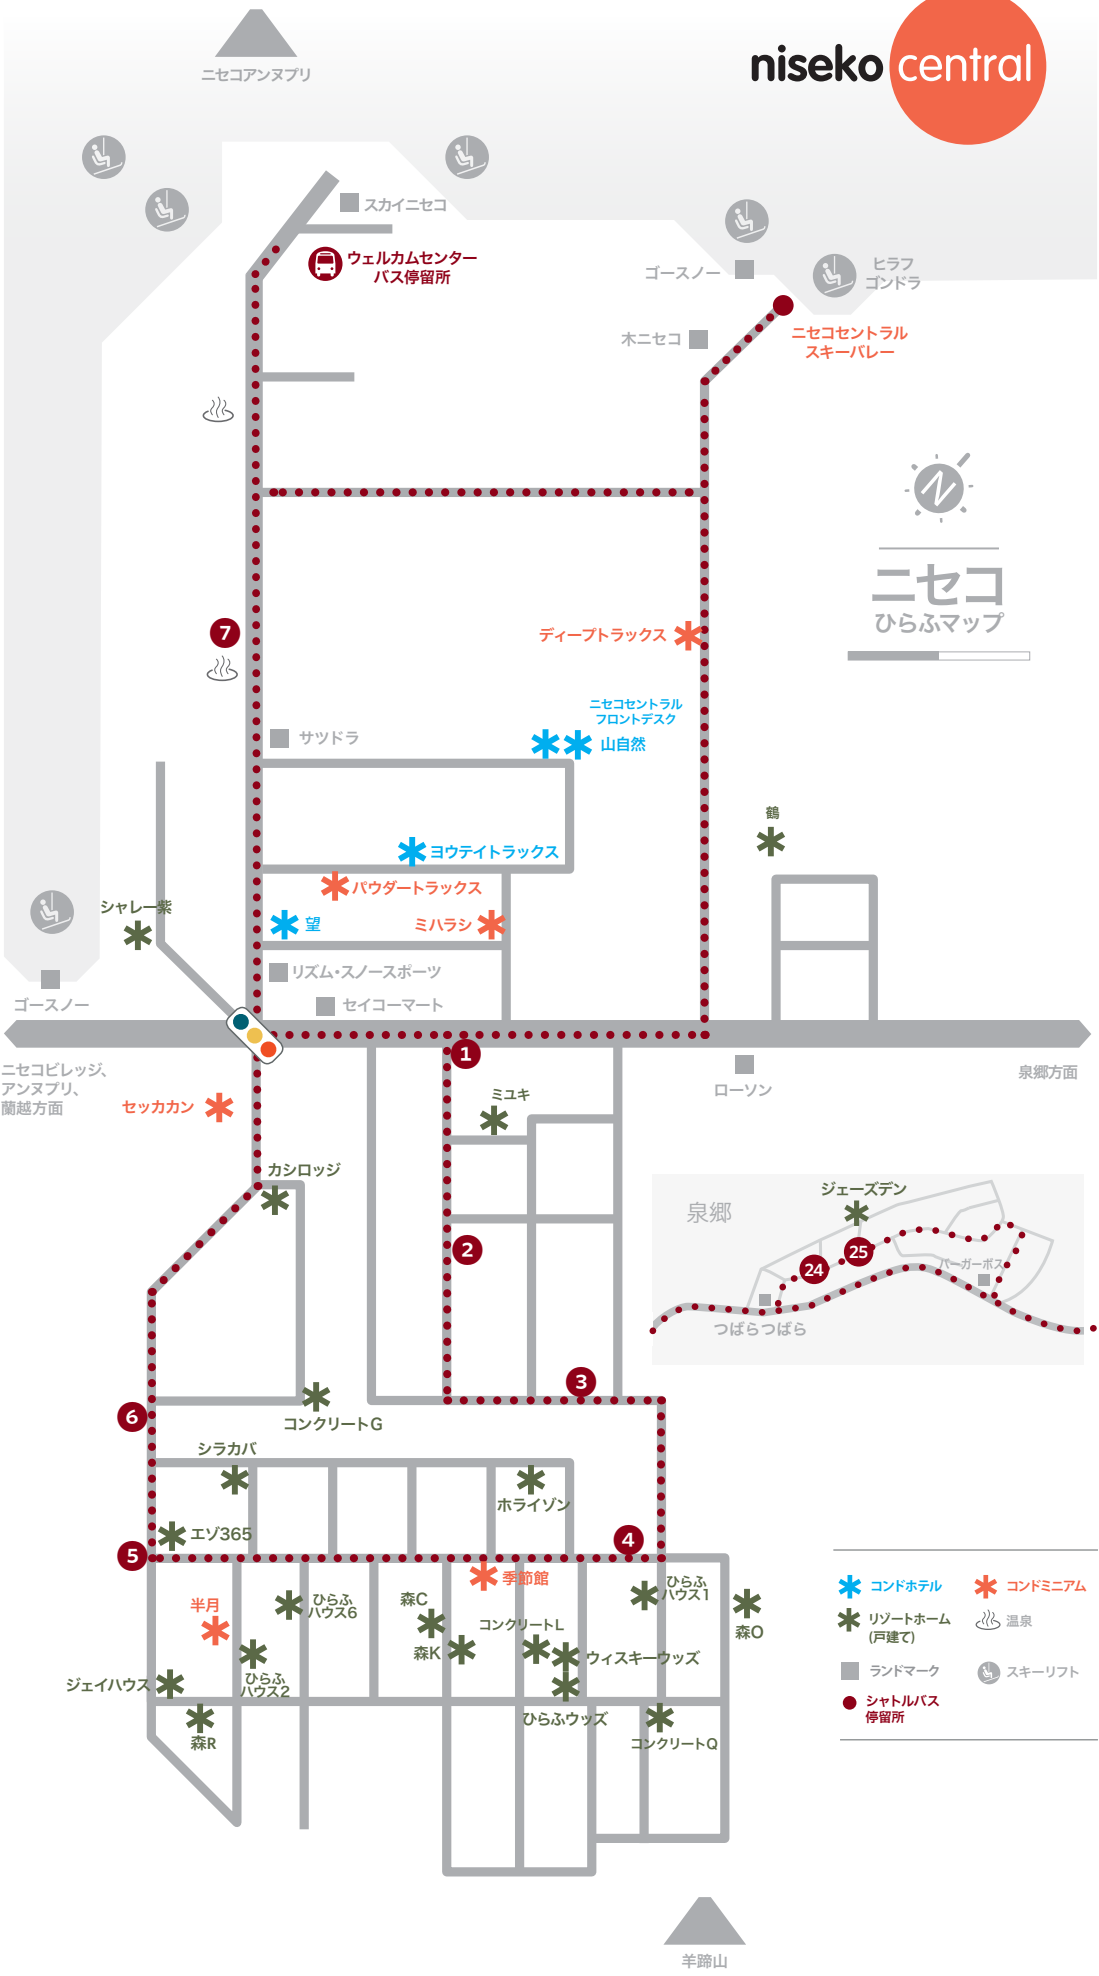 niseko central
ニセコアンヌプリ
スカイニセコ
ウェルカムセンター
バス停留所
ゴースノー
ヒラフ
ゴンドラ
木ニセコ
ニセコセントラル
スキーバレー
N
ニセコ
ひらふマップ
7
ディープトラックス
ニセコセントラル
フロントデスク
山自然
サツドラ
鶴
ヨウテイトラックス
パウダートラックス
シャレー紫
望
ミハラシ
リズム・スノースポーツ
ゴースノー
セイコーマート
1
ニセコビレッジ、
アンヌプリ、
蘭越方面
ローソン
泉郷方面
セッカカン
ミユキ
カシロッジ
泉郷
ジェーズデン
2
24
25
バーガーボス
つばらつばら
3
6
コンクリートG
シラカバ
ホライゾン
エゾ365
5
4
季節館
半月
ひらふ
ハウス6
森C
コンクリートL
ひらふ
ハウス1
森O
森K
ウィスキーウッズ
ジェイハウス
ひらふ
ハウス2
ひらふウッズ
森R
コンクリートQ
コンドホテル
コンドミニアム
リゾートホーム
(戸建て)
温泉
ランドマーク
スキーリフト
シャトルバス
停留所
羊蹄山